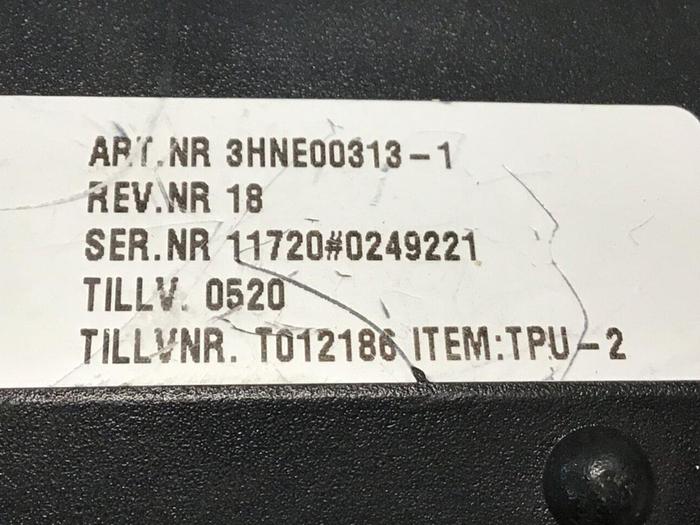 ART.NR 3HNE00313-1
REV.NR 18
SER.NR 11720#0249221
TILLV. 0520
TILLVNR. T012186 ITEM:TPU-2